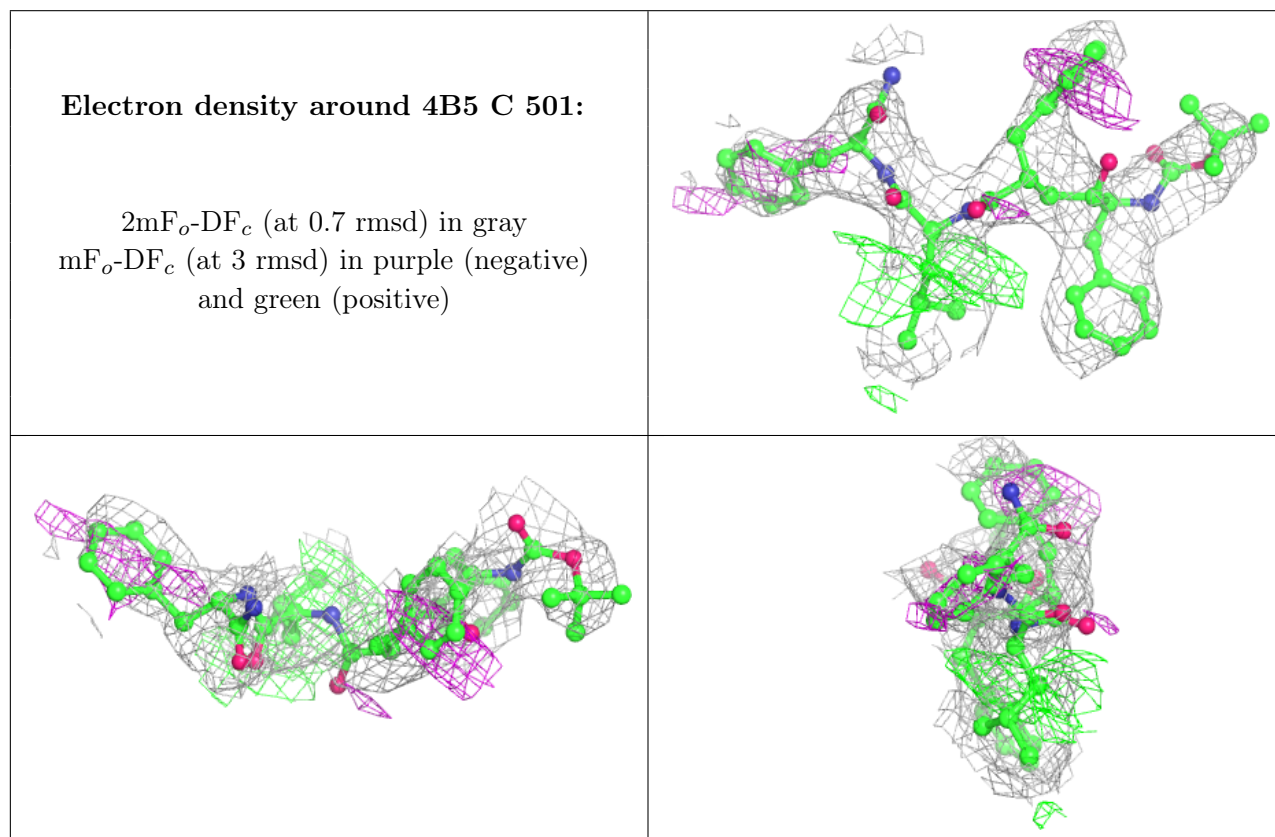 Electron density around 4B5 C 501:
2mFₒ-DF𝒸 (at 0.7 rmsd) in gray
mFₒ-DF𝒸 (at 3 rmsd) in purple (negative)
and green (positive)